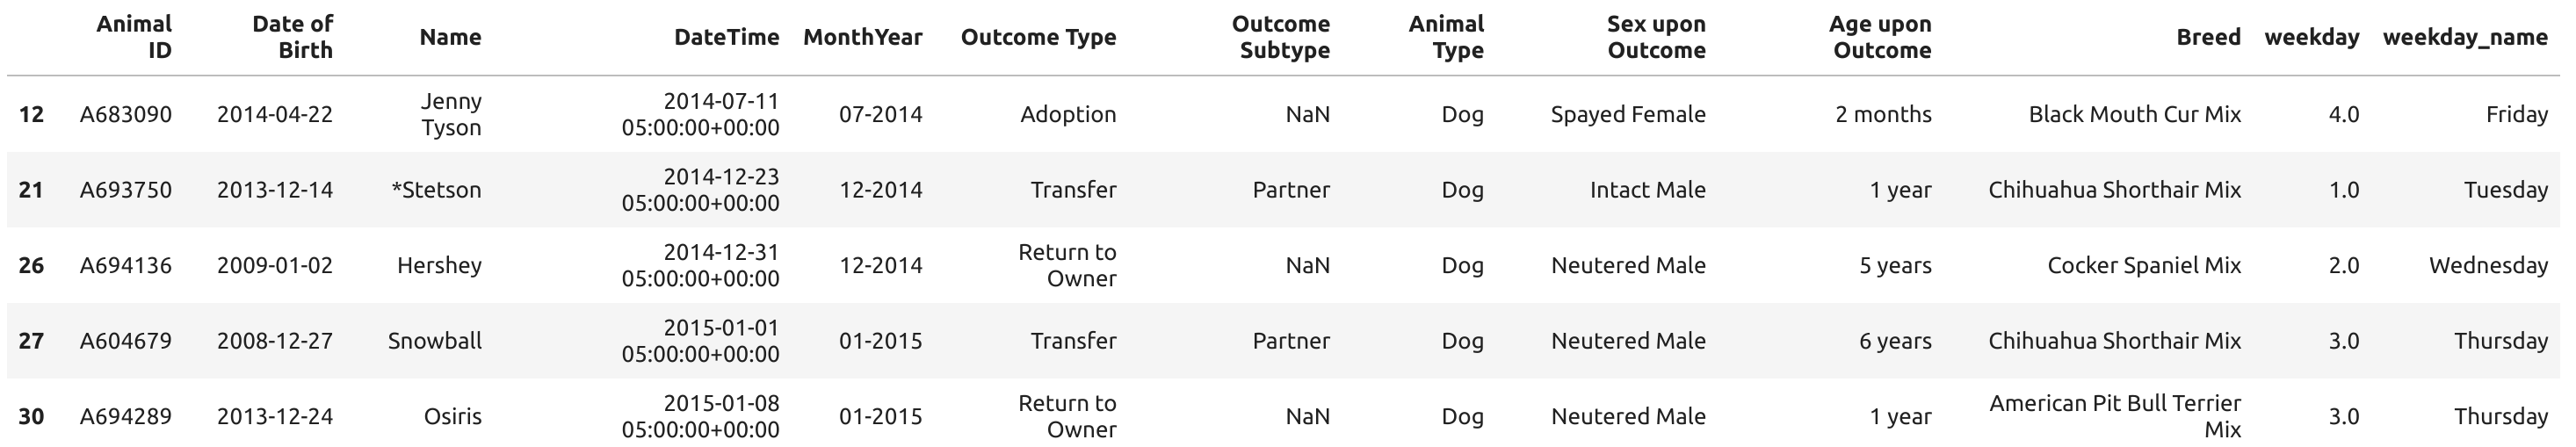 Animal ID Date of Birth Name DateTime MonthYear Outcome Type Outcome Subtype Animal Type Sex upon Outcome Age upon Outcome Breed weekday weekday_name
12 A683090 2014-04-22 Jenny Tyson 2014-07-11 05:00:00+00:00 07-2014 Adoption NaN Dog Spayed Female 2 months Black Mouth Cur Mix 4.0 Friday
21 A693750 2013-12-14 *Stetson 2014-12-23 05:00:00+00:00 12-2014 Transfer Partner Dog Intact Male 1 year Chihuahua Shorthair Mix 1.0 Tuesday
26 A694136 2009-01-02 Hershey 2014-12-31 05:00:00+00:00 12-2014 Return to Owner NaN Dog Neutered Male 5 years Cocker Spaniel Mix 2.0 Wednesday
27 A604679 2008-12-27 Snowball 2015-01-01 05:00:00+00:00 01-2015 Transfer Partner Dog Neutered Male 6 years Chihuahua Shorthair Mix 3.0 Thursday
30 A694289 2013-12-24 Osiris 2015-01-08 05:00:00+00:00 01-2015 Return to Owner NaN Dog Neutered Male 1 year American Pit Bull Terrier Mix 3.0 Thursday